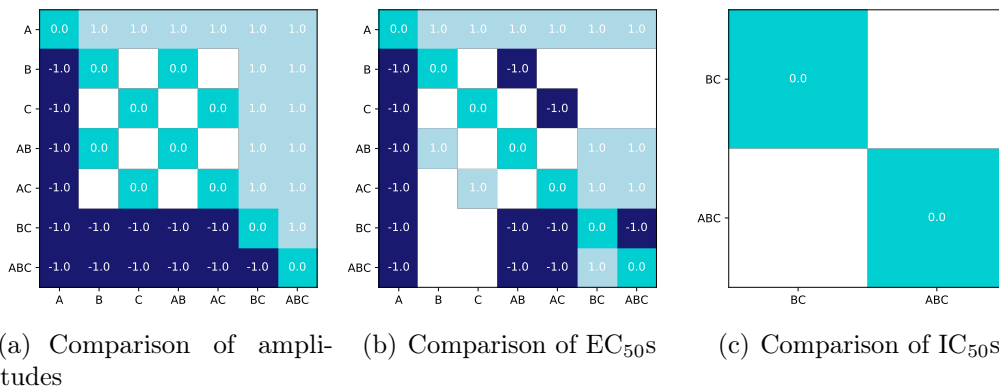 A 0.0 1.0 1.0 1.0 1.0 1.0 1.0
B -1.0 0.0 0.0 1.0 1.0
C -1.0 0.0 0.0 1.0 1.0
AB -1.0 0.0 0.0 1.0 1.0
AC -1.0 0.0 0.0 1.0 1.0
BC -1.0 -1.0 -1.0 -1.0 -1.0 0.0 1.0
ABC -1.0 -1.0 -1.0 -1.0 -1.0 -1.0 0.0
A B C AB AC BC ABC
(a) Comparison of ampli-
tudes
A 0.0 1.0 1.0 1.0 1.0 1.0 1.0
B -1.0 0.0 -1.0
C -1.0 0.0 -1.0
AB -1.0 1.0 0.0 1.0 1.0
AC -1.0 1.0 0.0 1.0 1.0
BC -1.0 -1.0 -1.0 0.0 -1.0
ABC -1.0 -1.0 -1.0 1.0 0.0
A B C AB AC BC ABC
(b) Comparison of EC₅₀s
BC 0.0
ABC 0.0
BC ABC
(c) Comparison of IC₅₀s